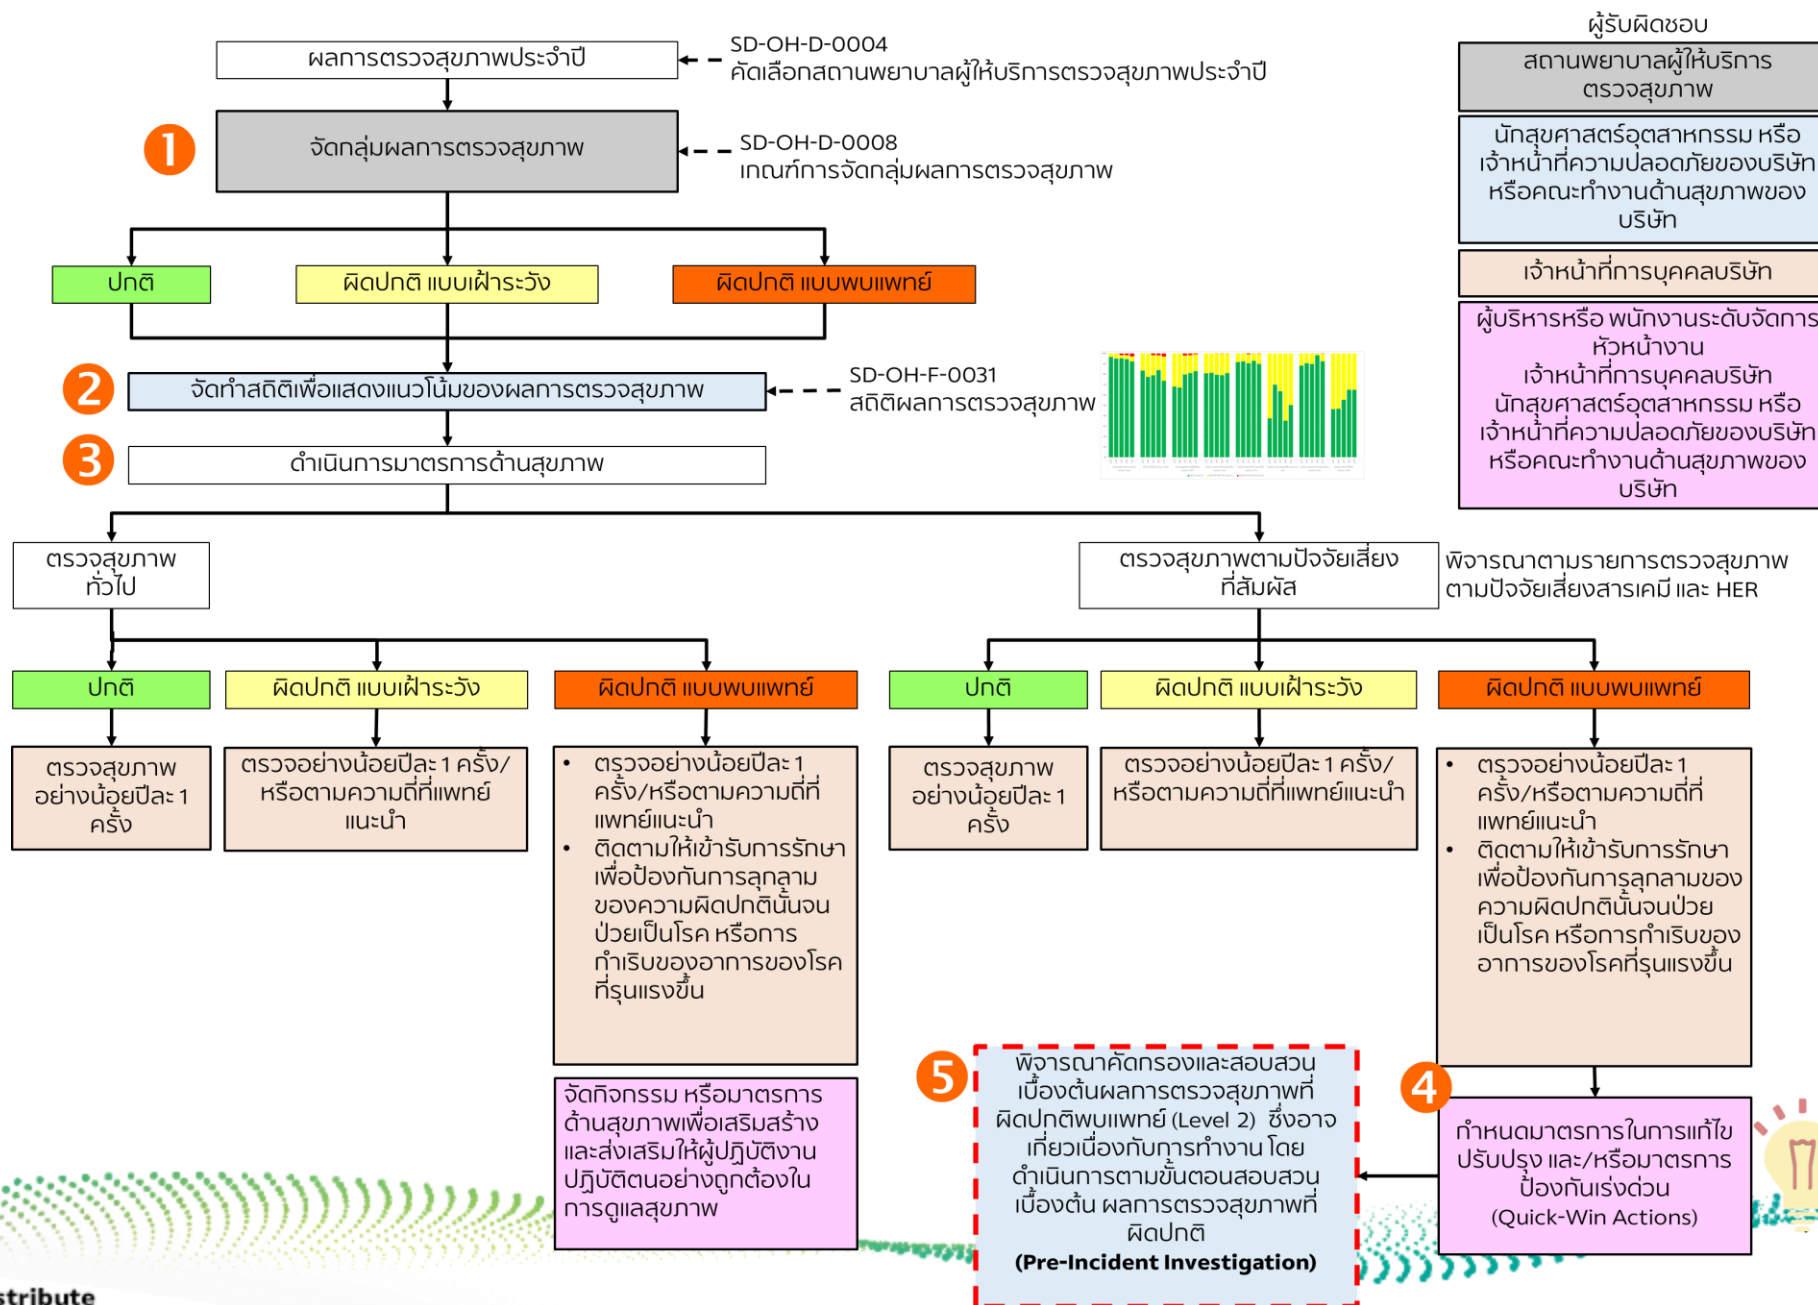 ผลการตรวจสุขภาพประจำปี
SD-OH-D-0004
คัดเลือกสถานพยาบาลผู้ให้บริการตรวจสุขภาพประจำปี
1
จัดกลุ่มผลการตรวจสุขภาพ
SD-OH-D-0008
เกณฑ์การจัดกลุ่มผลการตรวจสุขภาพ
ปกติ
ผิดปกติ แบบเฝ้าระวัง
ผิดปกติ แบบพบแพทย์
2
จัดทำสถิติเพื่อแสดงแนวโน้มของผลการตรวจสุขภาพ
SD-OH-F-0031
สถิติผลการตรวจสุขภาพ
3
ดำเนินการมาตรการด้านสุขภาพ
ผู้รับผิดชอบ
สถานพยาบาลผู้ให้บริการ
ตรวจสุขภาพ
นักสุขศาสตร์อุตสาหกรรม หรือ
เจ้าหน้าที่ความปลอดภัยของบริษัท
หรือคณะทำงานด้านสุขภาพของ
บริษัท
เจ้าหน้าที่การบุคคลบริษัท
ผู้บริหารหรือ พนักงานระดับจัดการ
หัวหน้างาน
เจ้าหน้าที่การบุคคลบริษัท
นักสุขศาสตร์อุตสาหกรรม หรือ
เจ้าหน้าที่ความปลอดภัยของบริษัท
หรือคณะทำงานด้านสุขภาพของ
บริษัท
ตรวจสุขภาพ
ทั่วไป
ตรวจสุขภาพตามปัจจัยเสี่ยง
ที่สัมผัส
พิจารณาตามรายการตรวจสุขภาพ
ตามปัจจัยเสี่ยงสารเคมี และ HER
ปกติ
ผิดปกติ แบบเฝ้าระวัง
ผิดปกติ แบบพบแพทย์
ปกติ
ผิดปกติ แบบเฝ้าระวัง
ผิดปกติ แบบพบแพทย์
ตรวจสุขภาพ
อย่างน้อยปีละ 1
ครั้ง
ตรวจอย่างน้อยปีละ 1 ครั้ง/
หรือตามความถี่ที่แพทย์
แนะนำ
• ตรวจอย่างน้อยปีละ 1
ครั้ง/หรือตามความถี่ที่
แพทย์แนะนำ
• ติดตามให้เข้ารับการรักษา
เพื่อป้องกันการลุกลาม
ของความผิดปกตินั้นจน
ป่วยเป็นโรค หรือการ
กำเริบของอาการของโรค
ที่รุนแรงขึ้น
ตรวจสุขภาพ
อย่างน้อยปีละ 1
ครั้ง
ตรวจอย่างน้อยปีละ 1 ครั้ง/
หรือตามความถี่ที่แพทย์แนะนำ
• ตรวจอย่างน้อยปีละ 1
ครั้ง/หรือตามความถี่ที่
แพทย์แนะนำ
• ติดตามให้เข้ารับการรักษา
เพื่อป้องกันการลุกลามของ
ความผิดปกตินั้นจนป่วย
เป็นโรค หรือการกำเริบของ
อาการของโรคที่รุนแรงขึ้น
จัดกิจกรรม หรือมาตรการ
ด้านสุขภาพเพื่อเสริมสร้าง
และส่งเสริมให้ผู้ปฏิบัติงาน
ปฏิบัติตนอย่างถูกต้องใน
การดูแลสุขภาพ
5
พิจารณาคัดกรองและสอบสวน
เบื้องต้นผลการตรวจสุขภาพที่
ผิดปกติพบแพทย์ (Level 2) ซึ่งอาจ
เกี่ยวเนื่องกับการทำงาน โดย
ดำเนินการตามขั้นตอนสอบสวน
เบื้องต้น ผลการตรวจสุขภาพที่
ผิดปกติ
(Pre-Incident Investigation)
4
กำหนดมาตรการในการแก้ไข
ปรับปรุง และ/หรือมาตรการ
ป้องกันเร่งด่วน
(Quick-Win Actions)
stribute